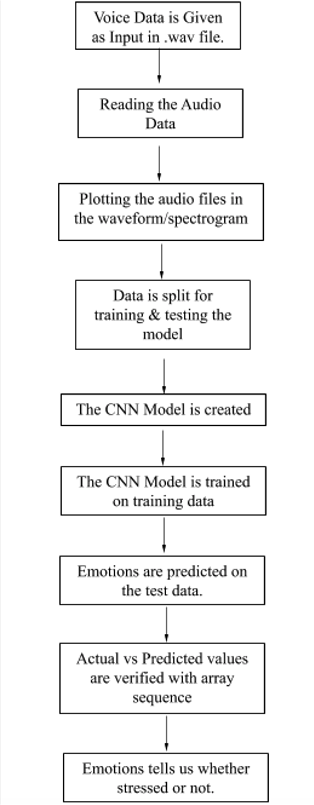 Voice Data is Given
as Input in .wav file.
Reading the Audio
Data
Plotting the audio files in
the waveform/spectrogram
Data is split for
training & testing the
model
The CNN Model is created
The CNN Model is trained
on training data
Emotions are predicted on
the test data.
Actual vs Predicted values
are verified with array
sequence
Emotions tells us whether
stressed or not.